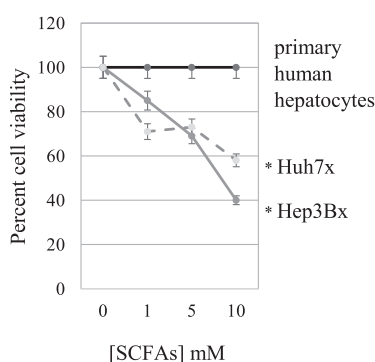 Percent cell viability
120
100
80
60
40
20
0
0 1 5 10
[SCFAs] mM
primary
human
hepatocytes
* Huh7x
* Hep3Bx